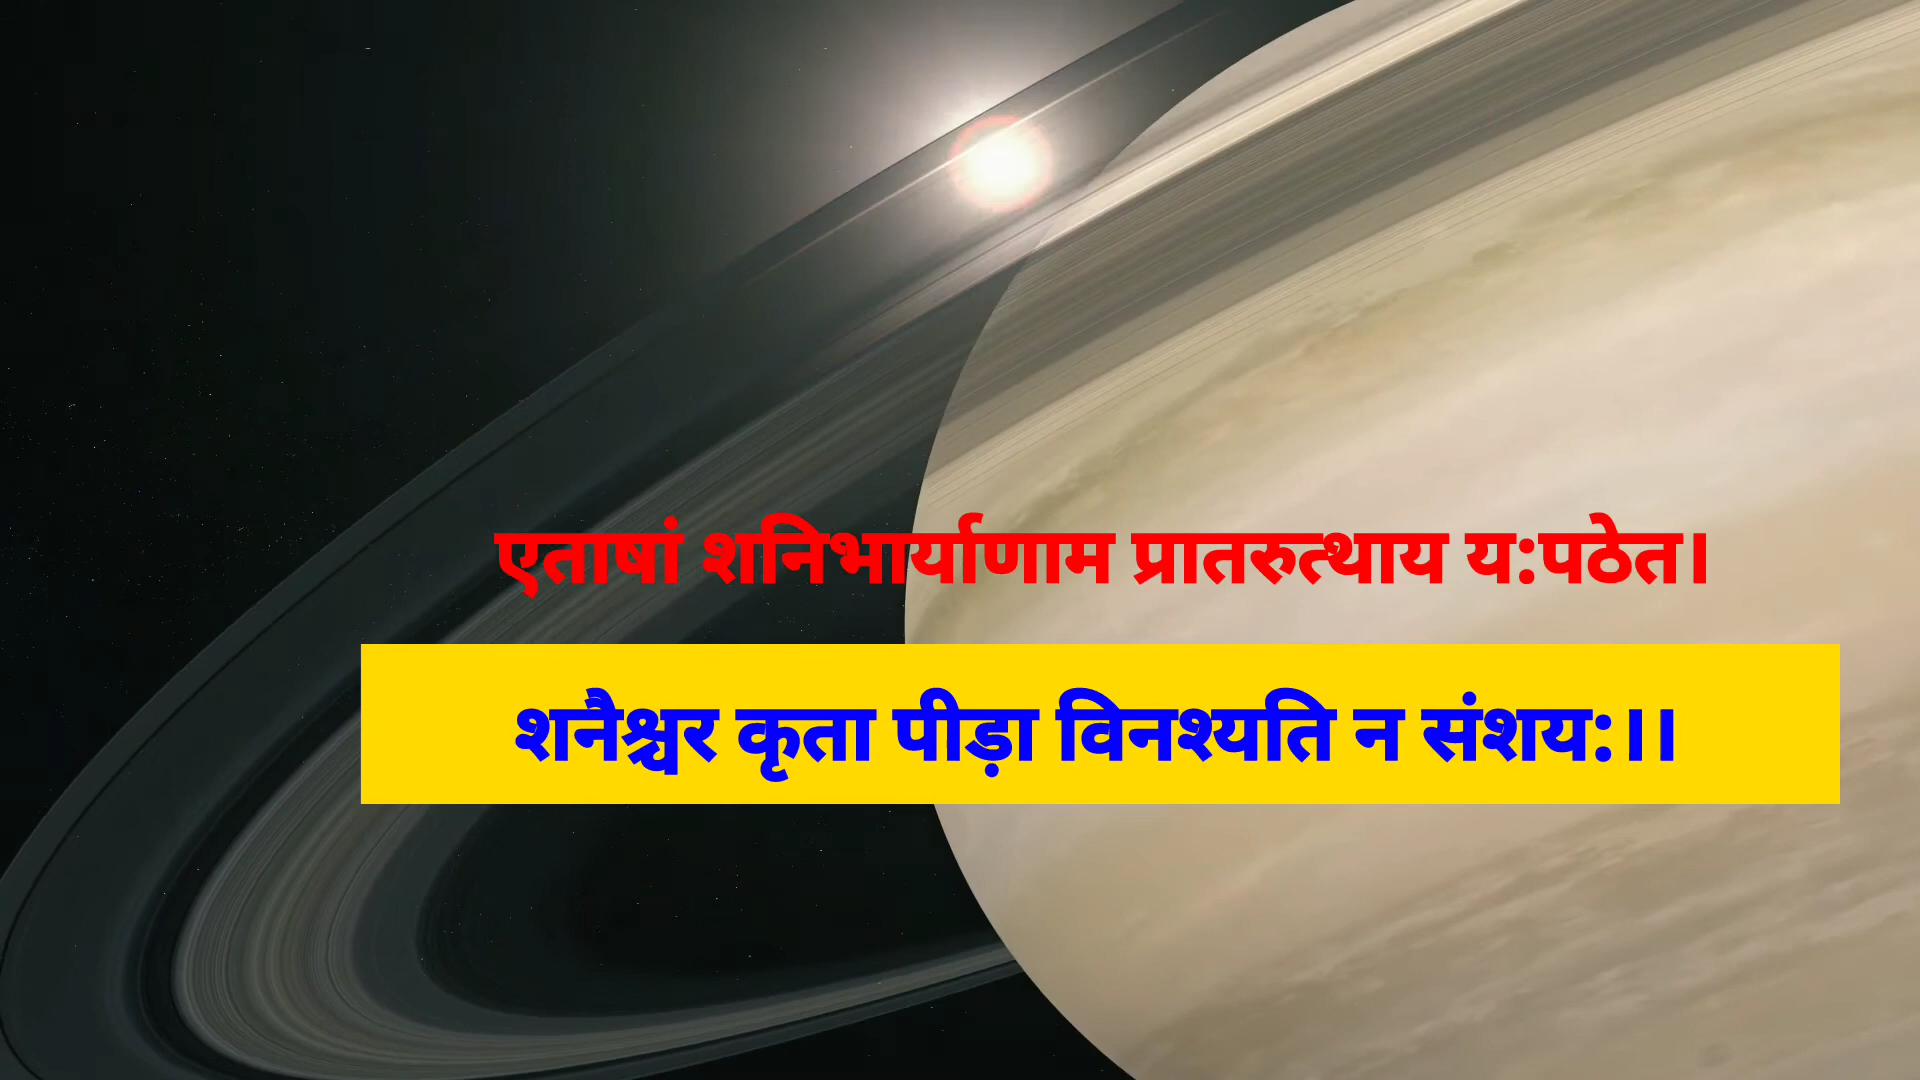 एताषां शनिभार्याणाम प्रातरुत्थाय य:पठेत।
शनैश्चर कृता पीड़ा विनश्यति न संशय:।।